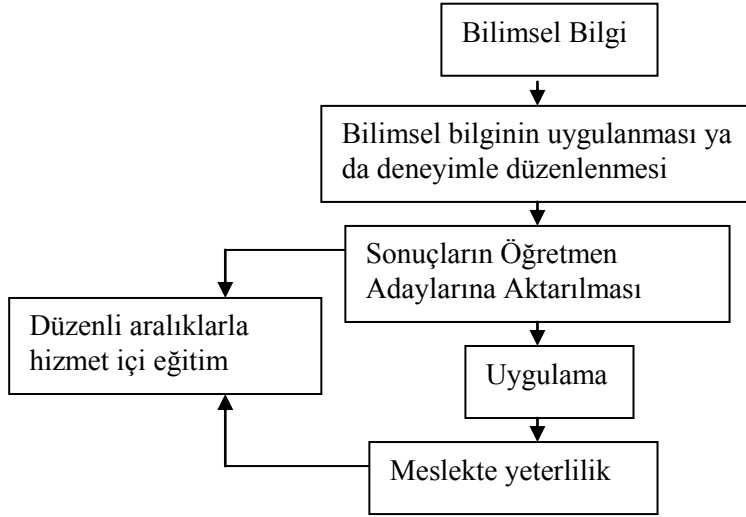 Bilimsel Bilgi
Bilimsel bilginin uygulanması ya
da deneyimle düzenlenmesi
Sonuçların Öğretmen
Adaylarına Aktarılması
Düzenli aralıklarla
hizmet içi eğitim
Uygulama
Meslekte yeterlilik